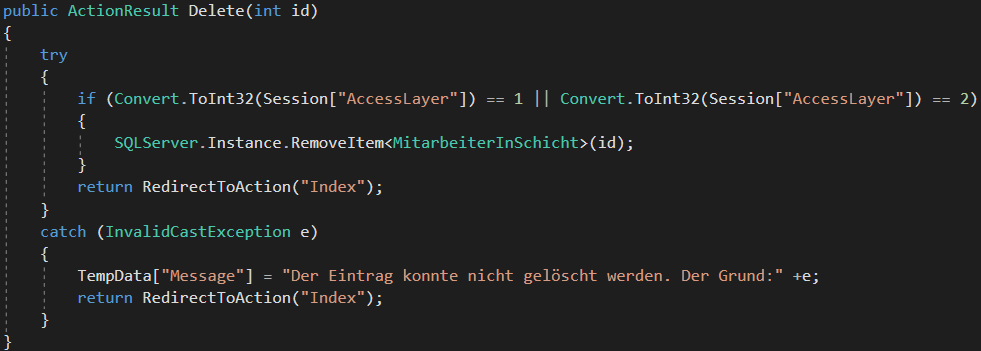 public ActionResult Delete(int id)
{
try
{
if (Convert.ToInt32(Session["AccessLayer"]) == 1 || Convert.ToInt32(Session["AccessLayer"]) == 2)
{
SQLServer.Instance.RemoveItem<MitarbeiterInSchicht>(id);
}
return RedirectToAction("Index");
}
catch (InvalidCastException e)
{
TempData["Message"] = "Der Eintrag konnte nicht gelöscht werden. Der Grund:" +e;
return RedirectToAction("Index");
}
}